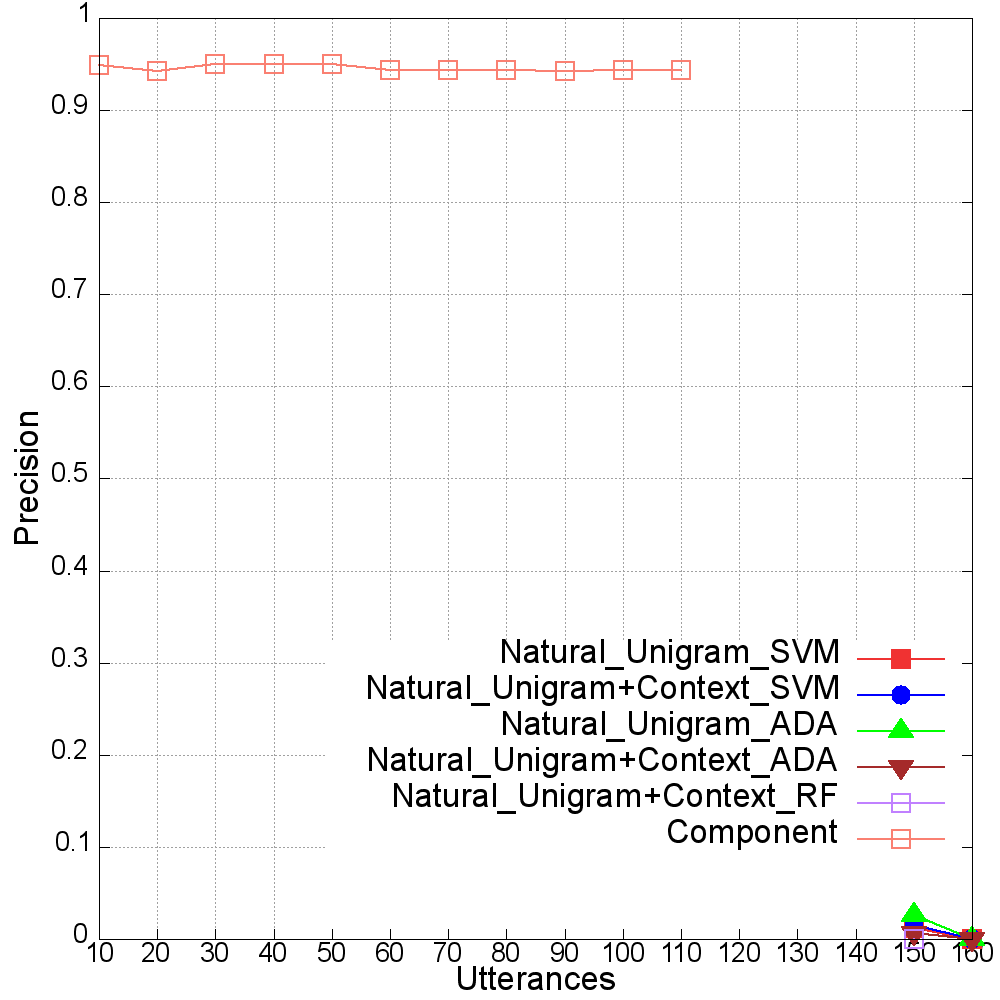 1
0.9
0.8
0.7
0.6
0.5
0.4
0.3
0.2
0.1
0
Precision
Natural_Unigram_SVM
Natural_Unigram+Context_SVM
Natural_Unigram_ADA
Natural_Unigram+Context_ADA
Natural_Unigram+Context_RF
Component
10 20 30 40 50 60 70 80 90 100 110 120 130 140 150 160
Utterances